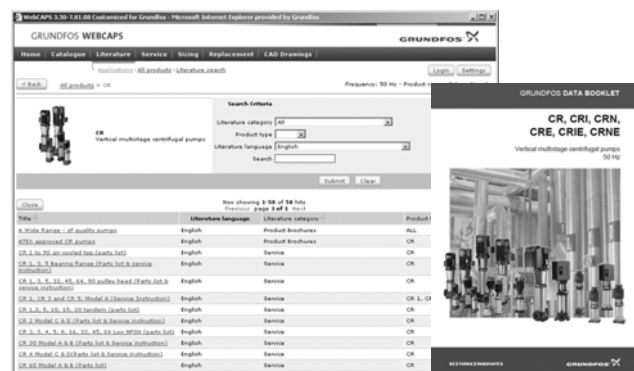 WebCAPS 3.30-7.01.08 Customized for Grundfos - Microsoft Internet Explorer provided by Grundfos
GRUNDFOS WEBCAPS
GRUNDFOS
Home Catalogue Literature Service Sizing Replacement CAD Drawings
Applications All products Literature search
Login Settings
< Back All products > CR
Frequency: 50 Hz - Product
Search Criteria
CR
Vertical multistage centrifugal pumps
Literature category All
Product type
Literature language English
Search
Submit Clear
Close
Now showing 1-58 of 58 hits
Previous page 1of 1 Next
Title Literature language Literature category Product
A Wide Range - of quality pumps English Product Brochures ALL
ATEX approved CR pumps English Product Brochures CR
CR 1 to 90 air-cooled top (parts list) English Service CR
CR 1, 3, 5 Bearing flange (Parts list & service
instruction) English Service CR
CR 1, 3, 5, 32, 45, 64, 90 pulley head (Parts list &
service instruction) English Service CR
CR 1, CR 3 and CR 5, Model A (Service Instruction) English Service CR 1, CR
CR 1,3, 5, 10, 15, 20 tandem (parts list) English Service CR
CR 2 Model C & D (Parts list & Service instruction) English Service CR
CR 2, 3, 4, 5, 8, 16, 32, 45, 64 Low NPSH (parts list) English Service CR
CR 30 Model A & B (Parts list & Service instruction) English Service CR
CR 4 Model C & D(Parts list & Service instruction) English Service CR
CR 60 Model A & B (Parts list) English Service CR
GRUNDFOS DATA BOOKLET
CR, CRI, CRN,
CRE, CRIE, CRNE
Vertical multistage centrifugal pumps
50 Hz
BE > THINK > INNOVATE >
GRUNDFOS